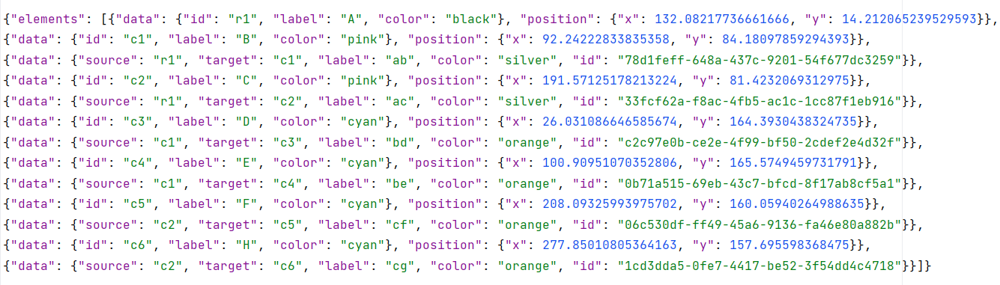 {"elements": [{"data": {"id": "r1", "label": "A", "color": "black"}, "position": {"x": 132.08217736661666, "y": 14.212065239529593}},
{"data": {"id": "c1", "label": "B", "color": "pink"}, "position": {"x": 92.24222833835358, "y": 84.18097859294393}},
{"data": {"source": "r1", "target": "c1", "label": "ab", "color": "silver", "id": "78d1feff-648a-437c-9201-54f677dc3259"}},
{"data": {"id": "c2", "label": "C", "color": "pink"}, "position": {"x": 191.57125178213224, "y": 81.4232069312975}},
{"data": {"source": "r1", "target": "c2", "label": "ac", "color": "silver", "id": "33fcf62a-f8ac-4fb5-ac1c-1cc87f1eb916"}},
{"data": {"id": "c3", "label": "D", "color": "cyan"}, "position": {"x": 26.031086646585674, "y": 164.3930438324735}},
{"data": {"source": "c1", "target": "c3", "label": "bd", "color": "orange", "id": "c2c97e0b-ce2e-4f99-bf50-2cdef2e4d32f"}},
{"data": {"id": "c4", "label": "E", "color": "cyan"}, "position": {"x": 100.90951070352806, "y": 165.5749459731791}},
{"data": {"source": "c1", "target": "c4", "label": "be", "color": "orange", "id": "0b71a515-69eb-43c7-bfcd-8f17ab8cf5a1"}},
{"data": {"id": "c5", "label": "F", "color": "cyan"}, "position": {"x": 208.09325993975702, "y": 160.05940264988635}},
{"data": {"source": "c2", "target": "c5", "label": "cf", "color": "orange", "id": "06c530df-ff49-45a6-9136-fa46e80a882b"}},
{"data": {"id": "c6", "label": "H", "color": "cyan"}, "position": {"x": 277.85010805364163, "y": 157.695598368475}},
{"data": {"source": "c2", "target": "c6", "label": "cg", "color": "orange", "id": "1cd3dda5-0fe7-4417-be52-3f54dd4c4718"}}]}